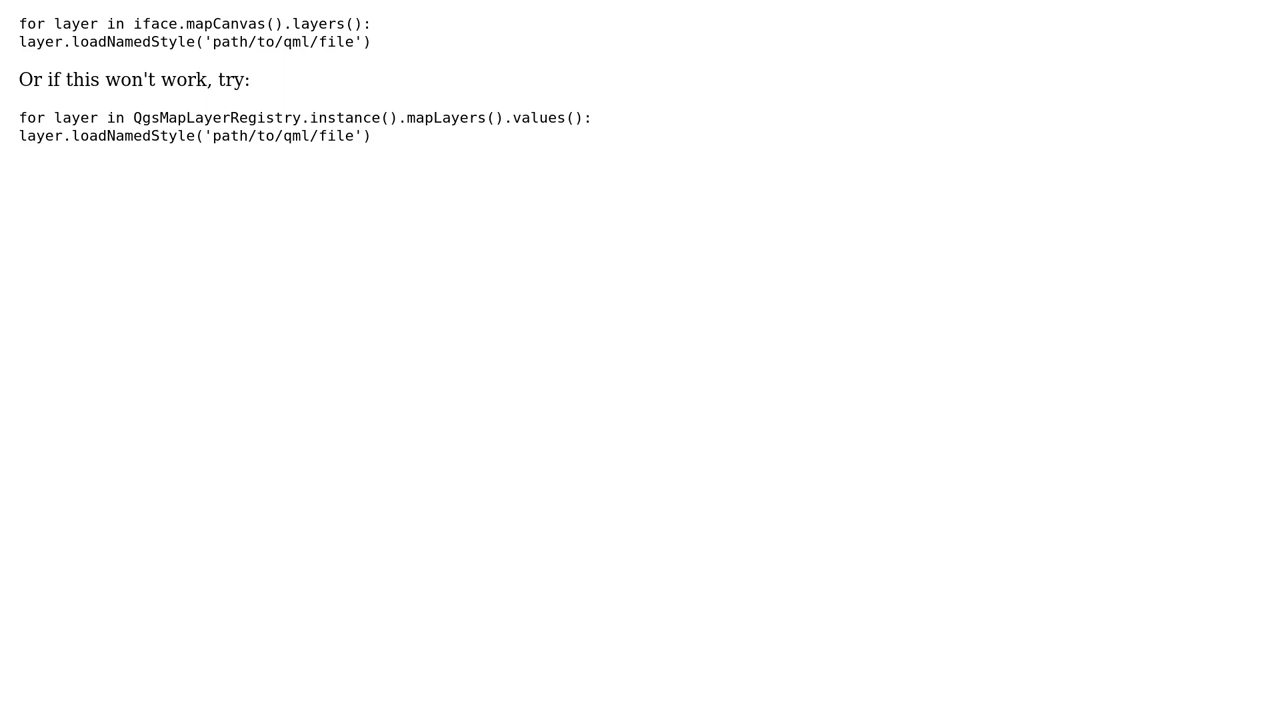 for layer in iface.mapCanvas().layers():
layer.loadNamedStyle('path/to/qml/file')
Or if this won't work, try:
for layer in QgsMapLayerRegistry.instance().mapLayers().values():
layer.loadNamedStyle('path/to/qml/file')